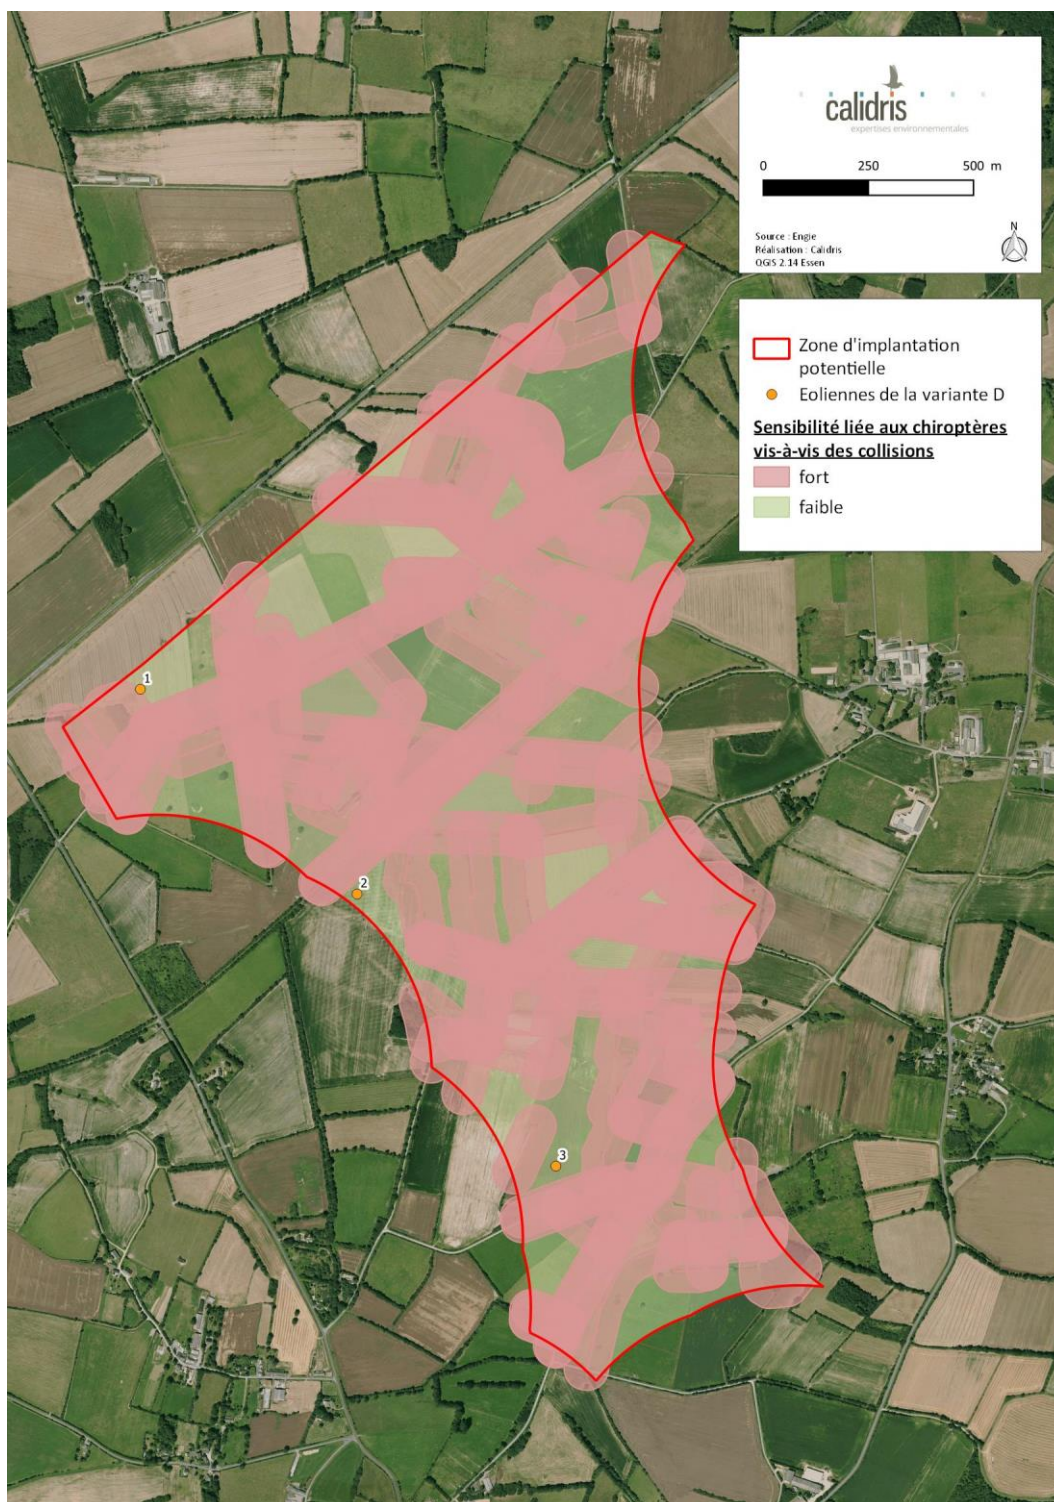 calidris
expertises environnementales
0 250 500 m
Source : Engie
Réalisation : Calidris
QGIS 2.14 Essen
N
Zone d'implantation
potentielle
Eoliennes de la variante D
Sensibilité liée aux chiroptères
vis-à-vis des collisions
fort
faible
1
2
3